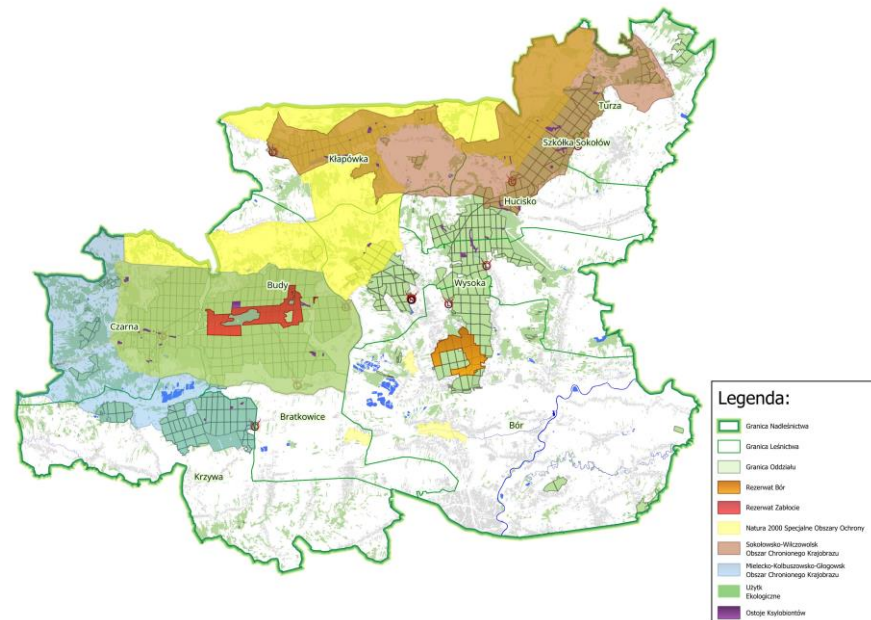 Turza
Szkółka Sokołów
Kłapówka
Hucisko
Budy
Wysoka
Czarna
Bratkowice
Bór
Krzywa
Legenda:
Granica Nadleśnictwa
Granica Leśnictwa
Granica Oddziału
Rezerwat Bór
Rezerwat Zabłocie
Natura 2000 Specjalne Obszary Ochrony
Sokołowsko-Wilczowolsk
Obszar Chronionego Krajobrazu
Mielecko-Kolbuszowsko-Głogowsk
Obszar Chronionego Krajobrazu
Użytk
Ekologiczne
Ostoje Ksylobiontów